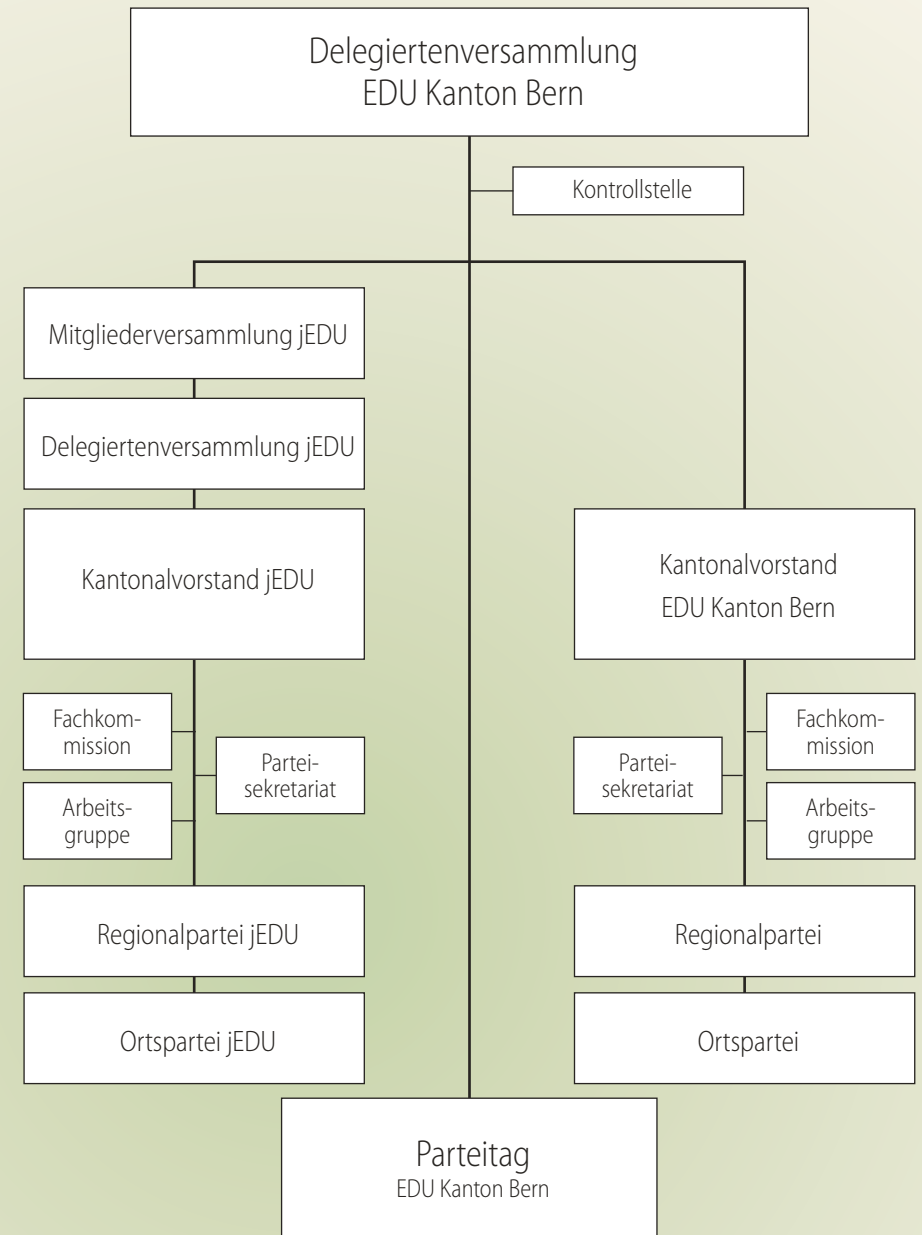 Delegiertenversammlung
EDU Kanton Bern
Kontrollstelle
Mitgliederversammlung jEDU
Delegiertenversammlung jEDU
Kantonalvorstand jEDU
Kantonalvorstand
EDU Kanton Bern
Fachkom-
mission
Partei-
sekretariat
Arbeits-
gruppe
Partei-
sekretariat
Fachkom-
mission
Arbeits-
gruppe
Regionalpartei jEDU
Regionalpartei
Ortspartei jEDU
Ortspartei
Parteitag
EDU Kanton Bern